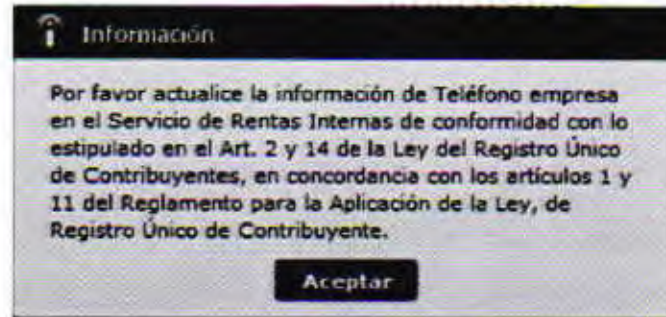 Información
Por favor actualice la información de Teléfono empresa
en el Servicio de Rentas Internas de conformidad con lo
estipulado en el Art. 2 y 14 de la Ley del Registro Único
de Contribuyentes, en concordancia con los artículos 1 y
11 del Reglamento para la Aplicación de la Ley, de
Registro Único de Contribuyente.
Aceptar